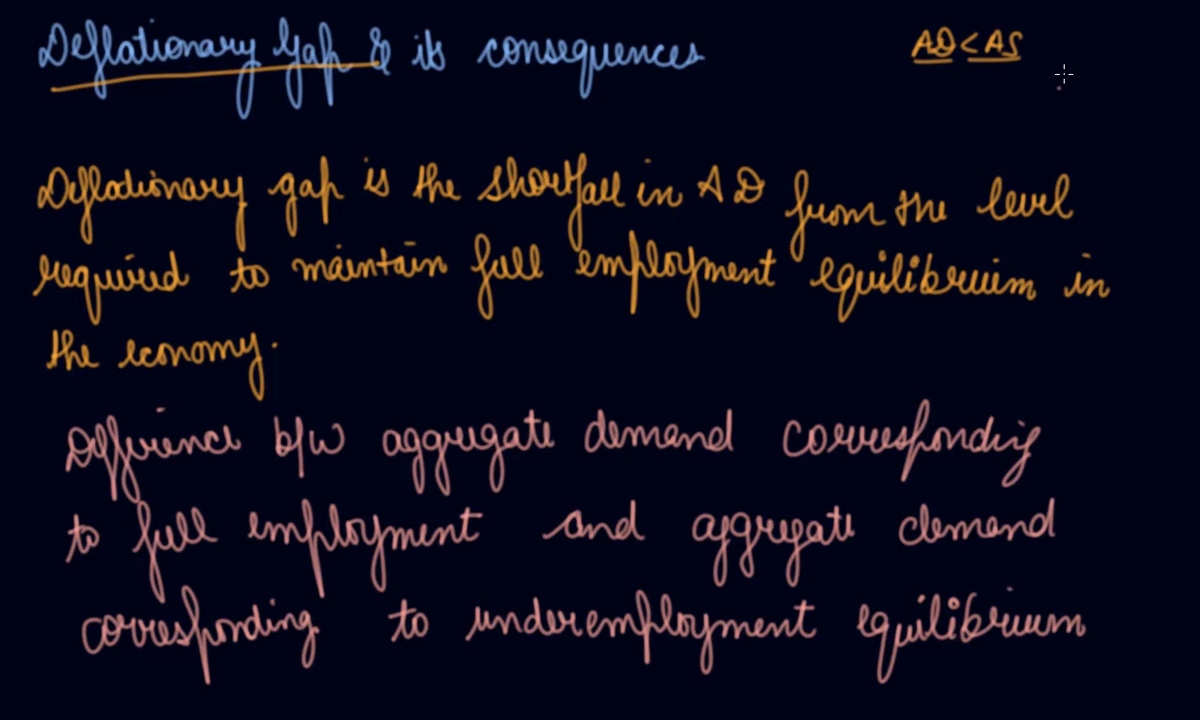 Deflationary Gap & its consequences
AD < AS
Deflationary gap is the shortfall in AD from the level
required to maintain full employment equilibrium in
the economy.
Difference b/w aggregate demand corresponding
to full employment and aggregate demand
corresponding to underemployment equilibrium